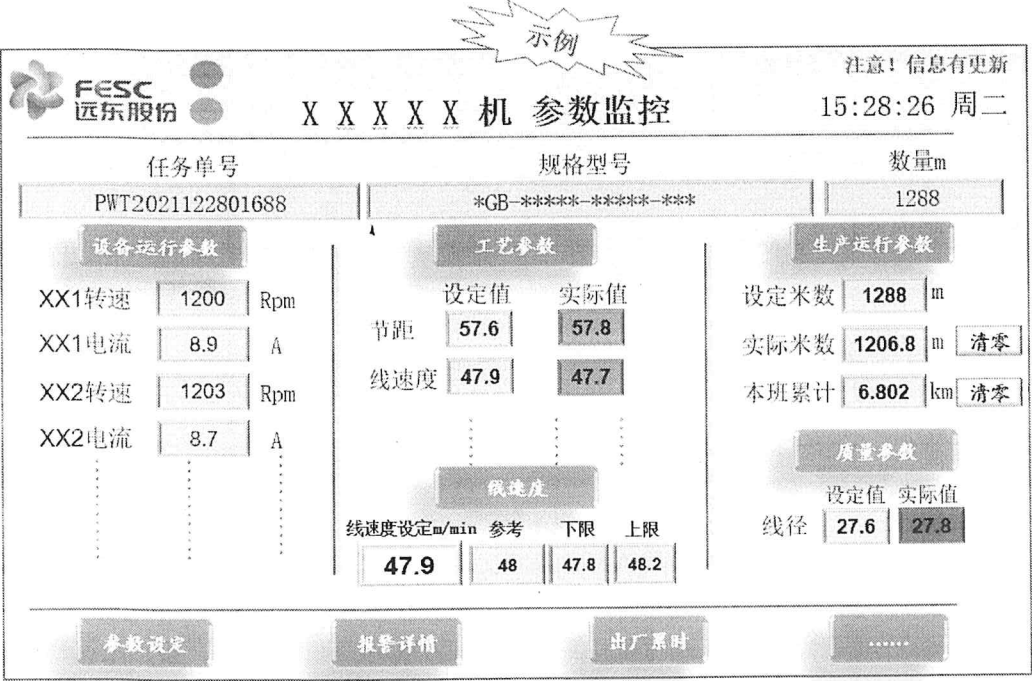 示例
注意! 信息有更新
FESC
远东股份
X X X X X 机 参数监控
15:28:26 周二
任务单号 规格型号 数量m
PWT2021122801688 *GB-*****-*****-*** 1288
设备运行参数 工艺参数 生产运行参数
XX1转速 1200 Rpm
XX1电流 8.9 A
XX2转速 1203 Rpm
XX2电流 8.7 A
设定值 实际值
节距 57.6 57.8
线速度 47.9 47.7
线速度
线速度设定m/min 参考 下限 上限
47.9 48 47.8 48.2
设定米数 1288 m
实际米数 1206.8 m 清零
本班累计 6.802 km 清零
质量参数
设定值 实际值
线径 27.6 27.8
参数设定 报警详情 出厂累时 ......